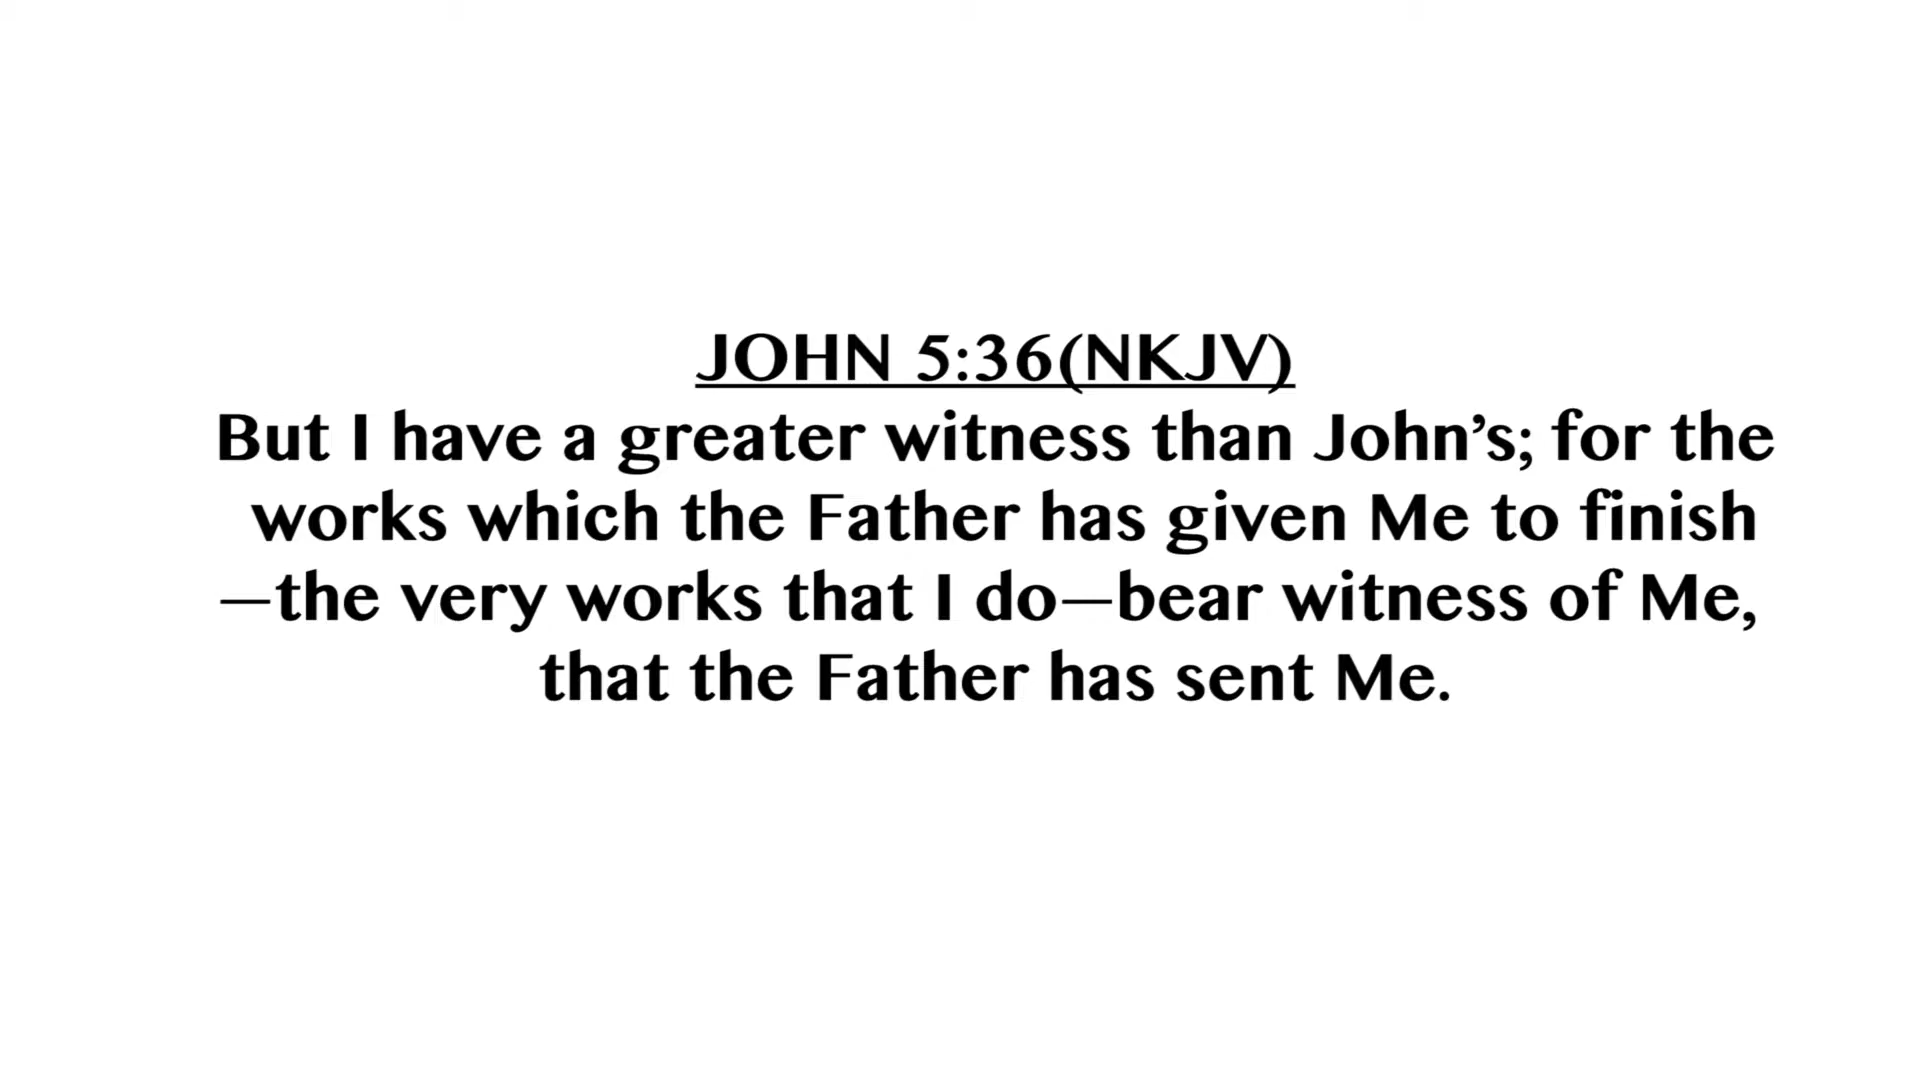 JOHN 5:36(NKJV)
But I have a greater witness than John’s; for the
works which the Father has given Me to finish
—the very works that I do—bear witness of Me,
that the Father has sent Me.